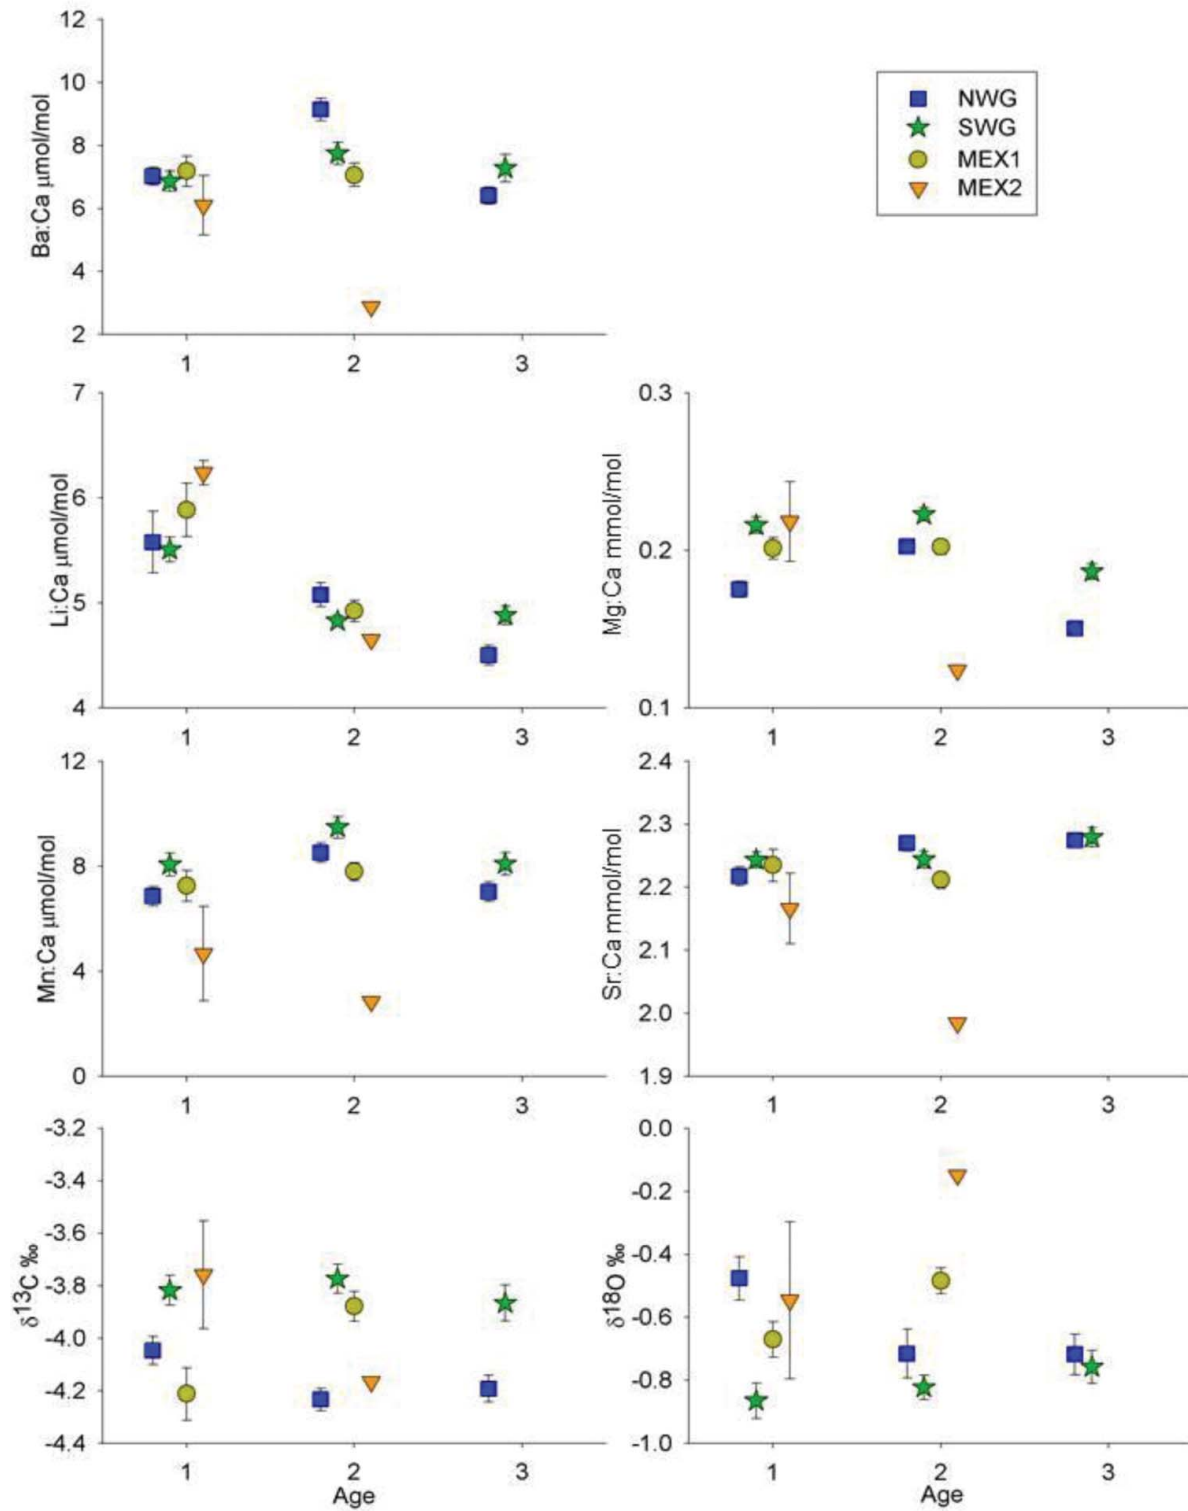 12
10
8
6
4
2
Ba:Ca µmol/mol
1 2 3
NWG
SWG
MEX1
MEX2
7
6
5
4
Li:Ca µmol/mol
1 2 3
0.3
0.2
0.1
Mg:Ca mmol/mol
1 2 3
12
8
4
0
Mn:Ca µmol/mol
1 2 3
2.4
2.3
2.2
2.1
2.0
1.9
Sr:Ca mmol/mol
1 2 3
-3.2
-3.4
-3.6
-3.8
-4.0
-4.2
-4.4
δ13C ‰
1 2 3
Age
0.0
-0.2
-0.4
-0.6
-0.8
-1.0
δ18O ‰
1 2 3
Age